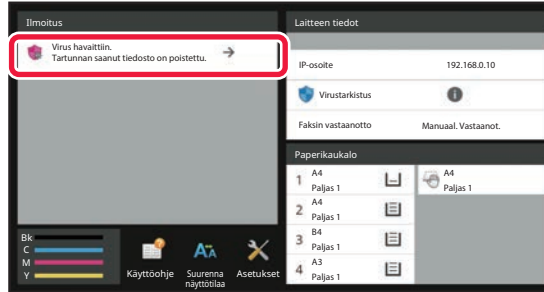 Ilmoitus
Virus havaittiin.
Tartunnan saanut tiedosto on poistettu.
Bk
C
M
Y
Käyttöohje
Suurenna
näyttötilaa
Asetukset
Laitteen tiedot
IP-osoite 192.168.0.10
Virustarkistus
Faksin vastaanotto Manuaal. Vastaanot.
Paperikaukalo
1 A4
Paljas 1
2 A4
Paljas 1
3 B4
Paljas 1
4 A3
Paljas 1
A4
Paljas 1